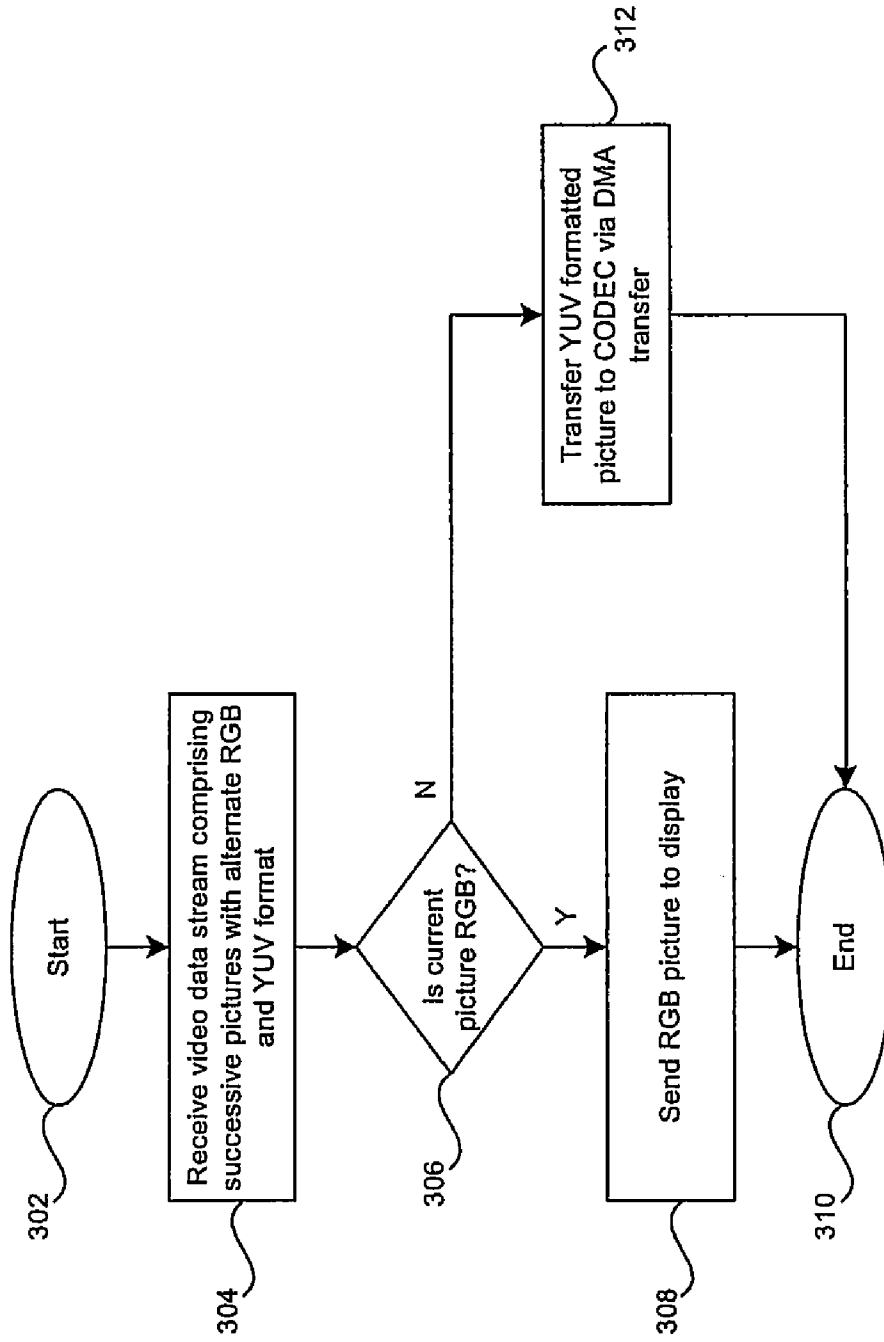 Start
302
Receive video data stream comprising
successive pictures with alternate RGB
and YUV format
304
Is current
picture RGB?
306
N
Y
Transfer YUV formatted
picture to CODEC via DMA
transfer
312
Send RGB picture to display
308
End
310